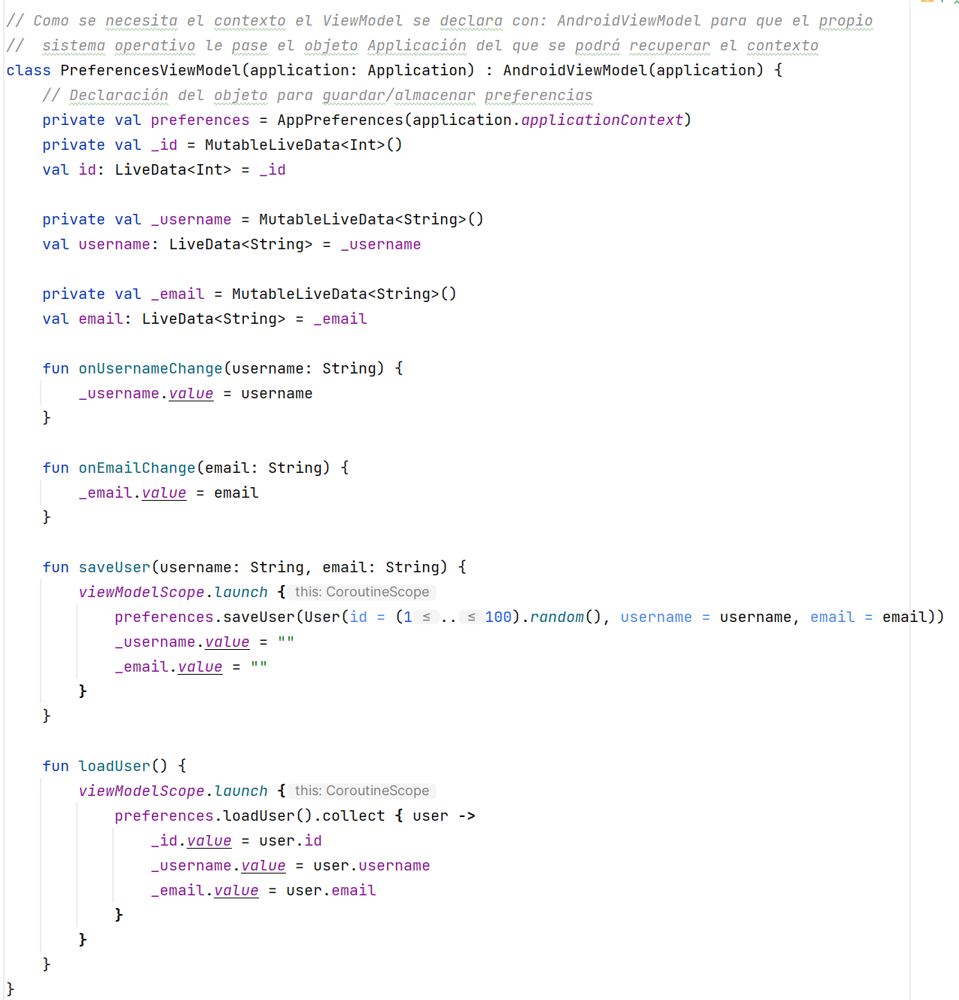 // Como se necesita el contexto el ViewModel se declara con: AndroidViewModel para que el propio
//  sistema operativo le pase el objeto Applicación del que se podrá recuperar el contexto
class PreferencesViewModel(application: Application) : AndroidViewModel(application) {
    // Declaración del objeto para guardar/almacenar preferencias
    private val preferences = AppPreferences(application.applicationContext)
    private val _id = MutableLiveData<Int>()
    val id: LiveData<Int> = _id

    private val _username = MutableLiveData<String>()
    val username: LiveData<String> = _username

    private val _email = MutableLiveData<String>()
    val email: LiveData<String> = _email

    fun onUsernameChange(username: String) {
        _username.value = username
    }

    fun onEmailChange(email: String) {
        _email.value = email
    }

    fun saveUser(username: String, email: String) {
        viewModelScope.launch { this: CoroutineScope
            preferences.saveUser(User(id = (1 ≤ .. ≤ 100).random(), username = username, email = email))
            _username.value = ""
            _email.value = ""
        }
    }

    fun loadUser() {
        viewModelScope.launch { this: CoroutineScope
            preferences.loadUser().collect { user ->
                _id.value = user.id
                _username.value = user.username
                _email.value = user.email
            }
        }
    }
}